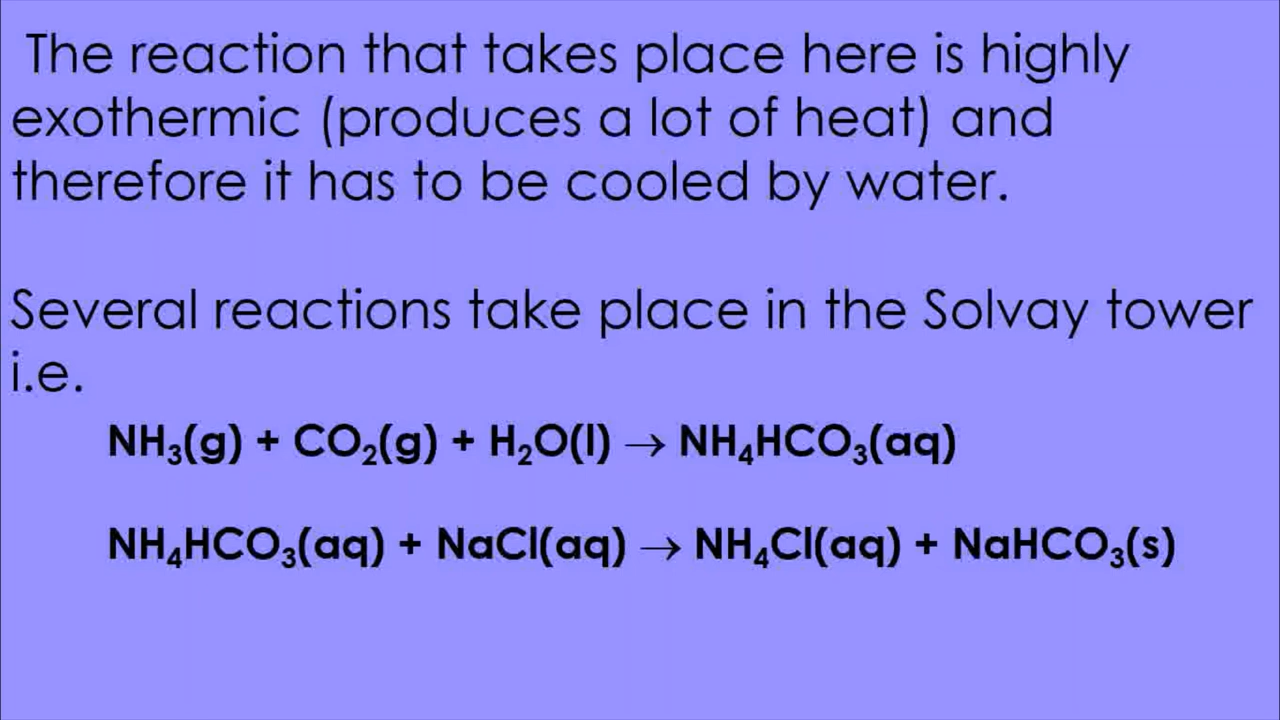 The reaction that takes place here is highly
exothermic (produces a lot of heat) and
therefore it has to be cooled by water.
Several reactions take place in the Solvay tower
i.e.
NH₃(g) + CO₂(g) + H₂O(l) → NH₄HCO₃(aq)
NH₄HCO₃(aq) + NaCl(aq) → NH₄Cl(aq) + NaHCO₃(s)